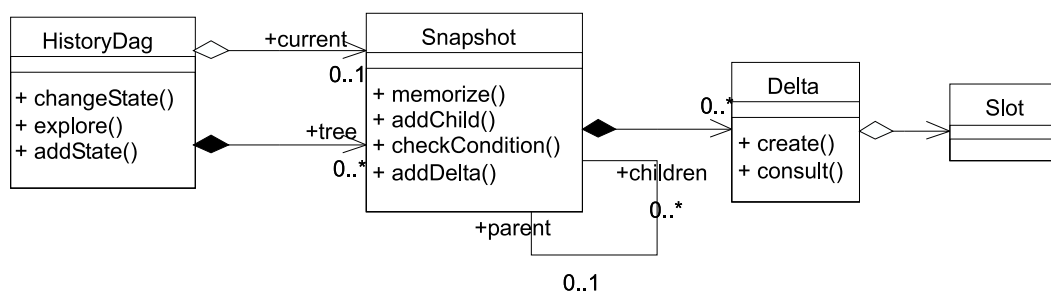 HistoryDag
+ changeState()
+ explore()
+ addState()
+current
0..1
+tree
0..*
Snapshot
+ memorize()
+ addChild()
+ checkCondition()
+ addDelta()
+children
0..*
+parent
0..1
0..*
Delta
+ create()
+ consult()
Slot